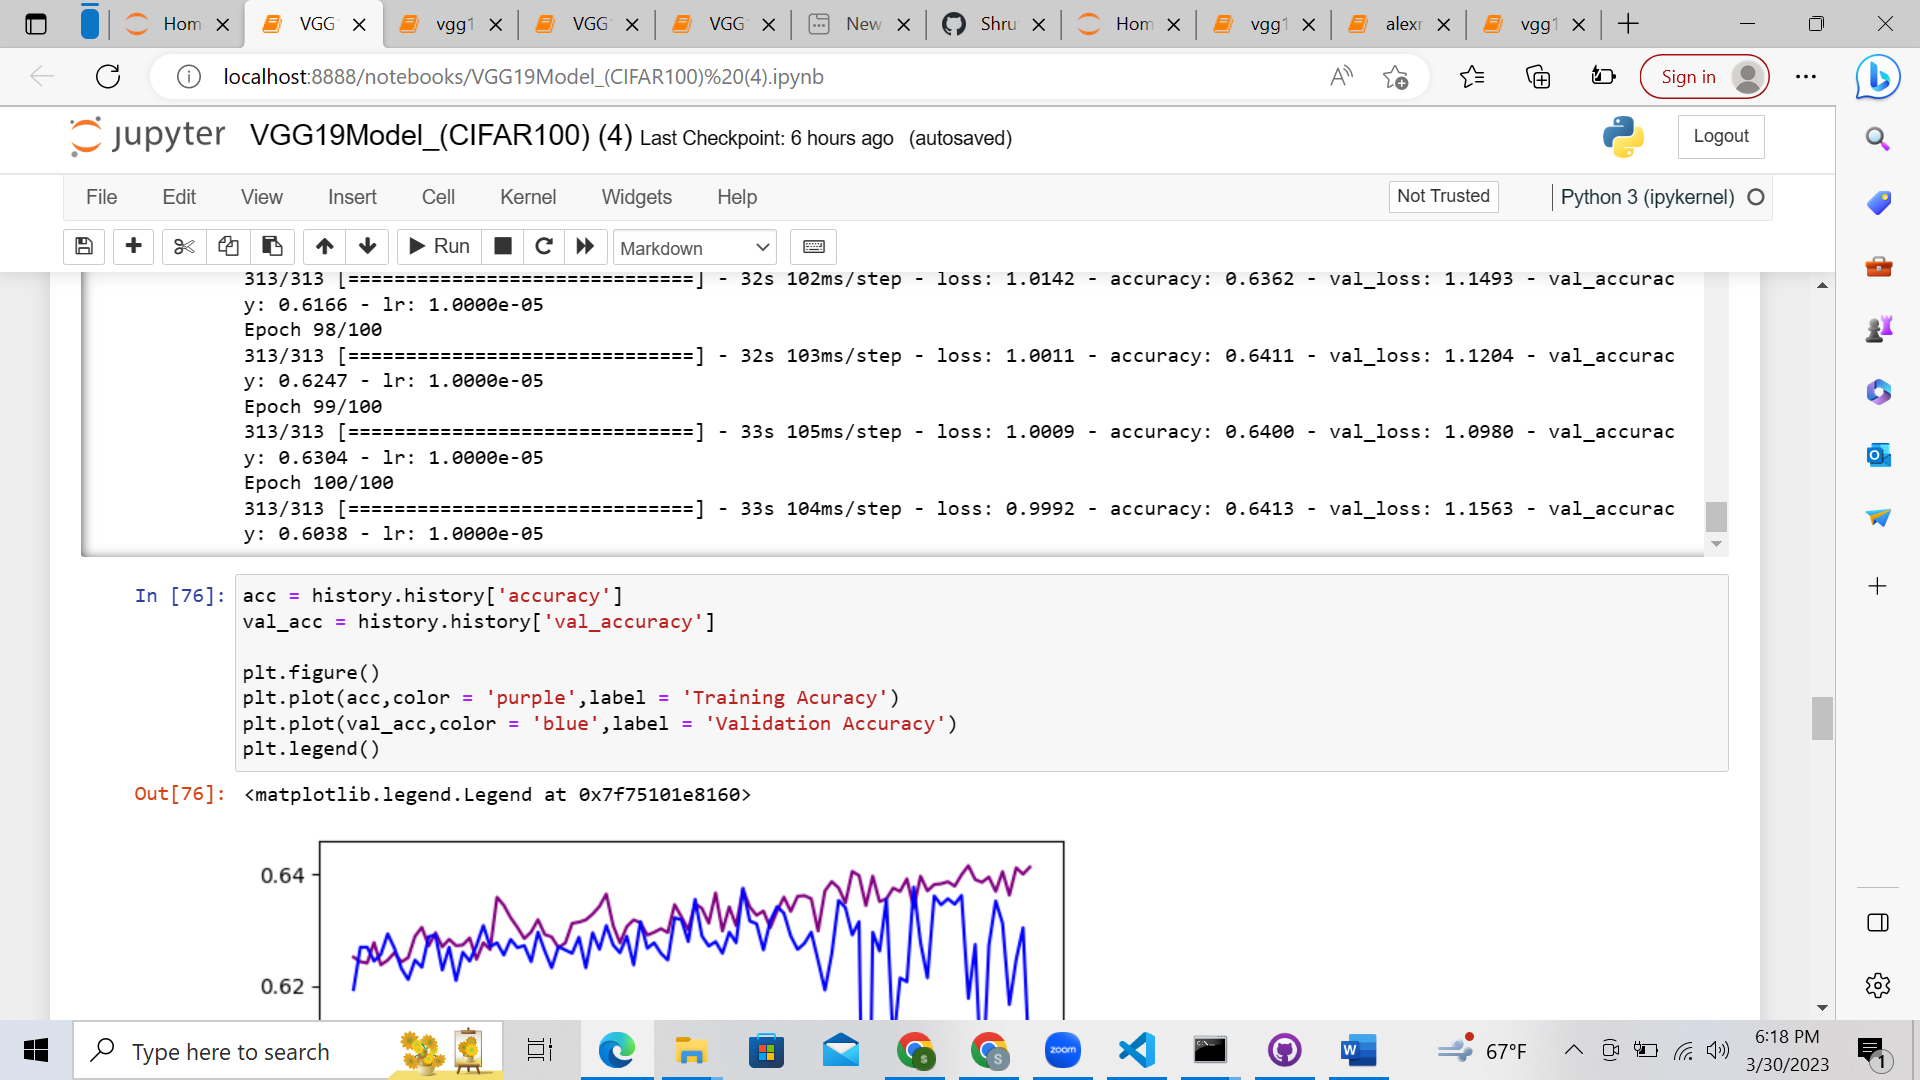 Hom
VGG
vgg1
VGG
VGG
New
Shru
Hom
vgg1
alexr
vgg1
localhost:8888/notebooks/VGG19Model_(CIFAR100)%20(4).ipynb
Sign in
jupyter VGG19Model_(CIFAR100) (4) Last Checkpoint: 6 hours ago (autosaved)
Logout
File Edit View Insert Cell Kernel Widgets Help
Not Trusted
Python 3 (ipykernel)
Run
Markdown
313/313 [==============================] - 32s 102ms/step - loss: 1.0142 - accuracy: 0.6362 - val_loss: 1.1493 - val_accurac
y: 0.6166 - lr: 1.0000e-05
Epoch 98/100
313/313 [==============================] - 32s 103ms/step - loss: 1.0011 - accuracy: 0.6411 - val_loss: 1.1204 - val_accurac
y: 0.6247 - lr: 1.0000e-05
Epoch 99/100
313/313 [==============================] - 33s 105ms/step - loss: 1.0009 - accuracy: 0.6400 - val_loss: 1.0980 - val_accurac
y: 0.6304 - lr: 1.0000e-05
Epoch 100/100
313/313 [==============================] - 33s 104ms/step - loss: 0.9992 - accuracy: 0.6413 - val_loss: 1.1563 - val_accurac
y: 0.6038 - lr: 1.0000e-05
In [76]:
acc = history.history['accuracy']
val_acc = history.history['val_accuracy']
plt.figure()
plt.plot(acc,color = 'purple',label = 'Training Acuracy')
plt.plot(val_acc,color = 'blue',label = 'Validation Accuracy')
plt.legend()
Out[76]: <matplotlib.legend.Legend at 0x7f75101e8160>
0.64
0.62
Type here to search
zoom
67°F
6:18 PM
3/30/2023
1